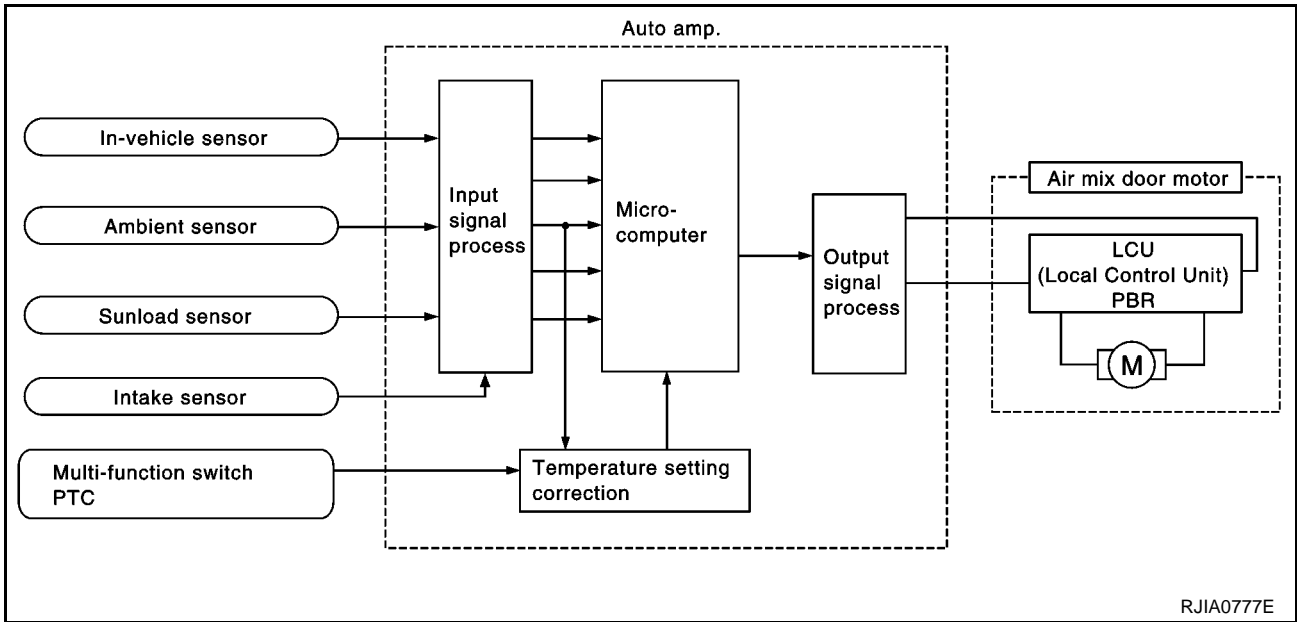 Auto amp.
In-vehicle sensor
Ambient sensor
Sunload sensor
Intake sensor
Multi-function switch
PTC
Input
signal
process
Micro-
computer
Temperature setting
correction
Output
signal
process
Air mix door motor
LCU
(Local Control Unit)
PBR
M
RJIA0777E